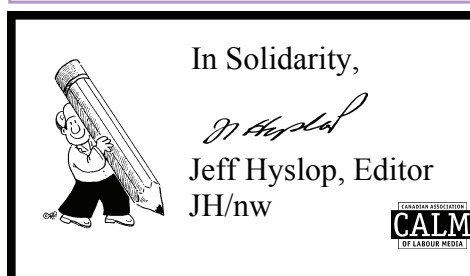 In Solidarity,
Jeff Hyslop, Editor
JH/nw
CANADIAN ASSOCIATION
CALM
OF LABOUR MEDIA